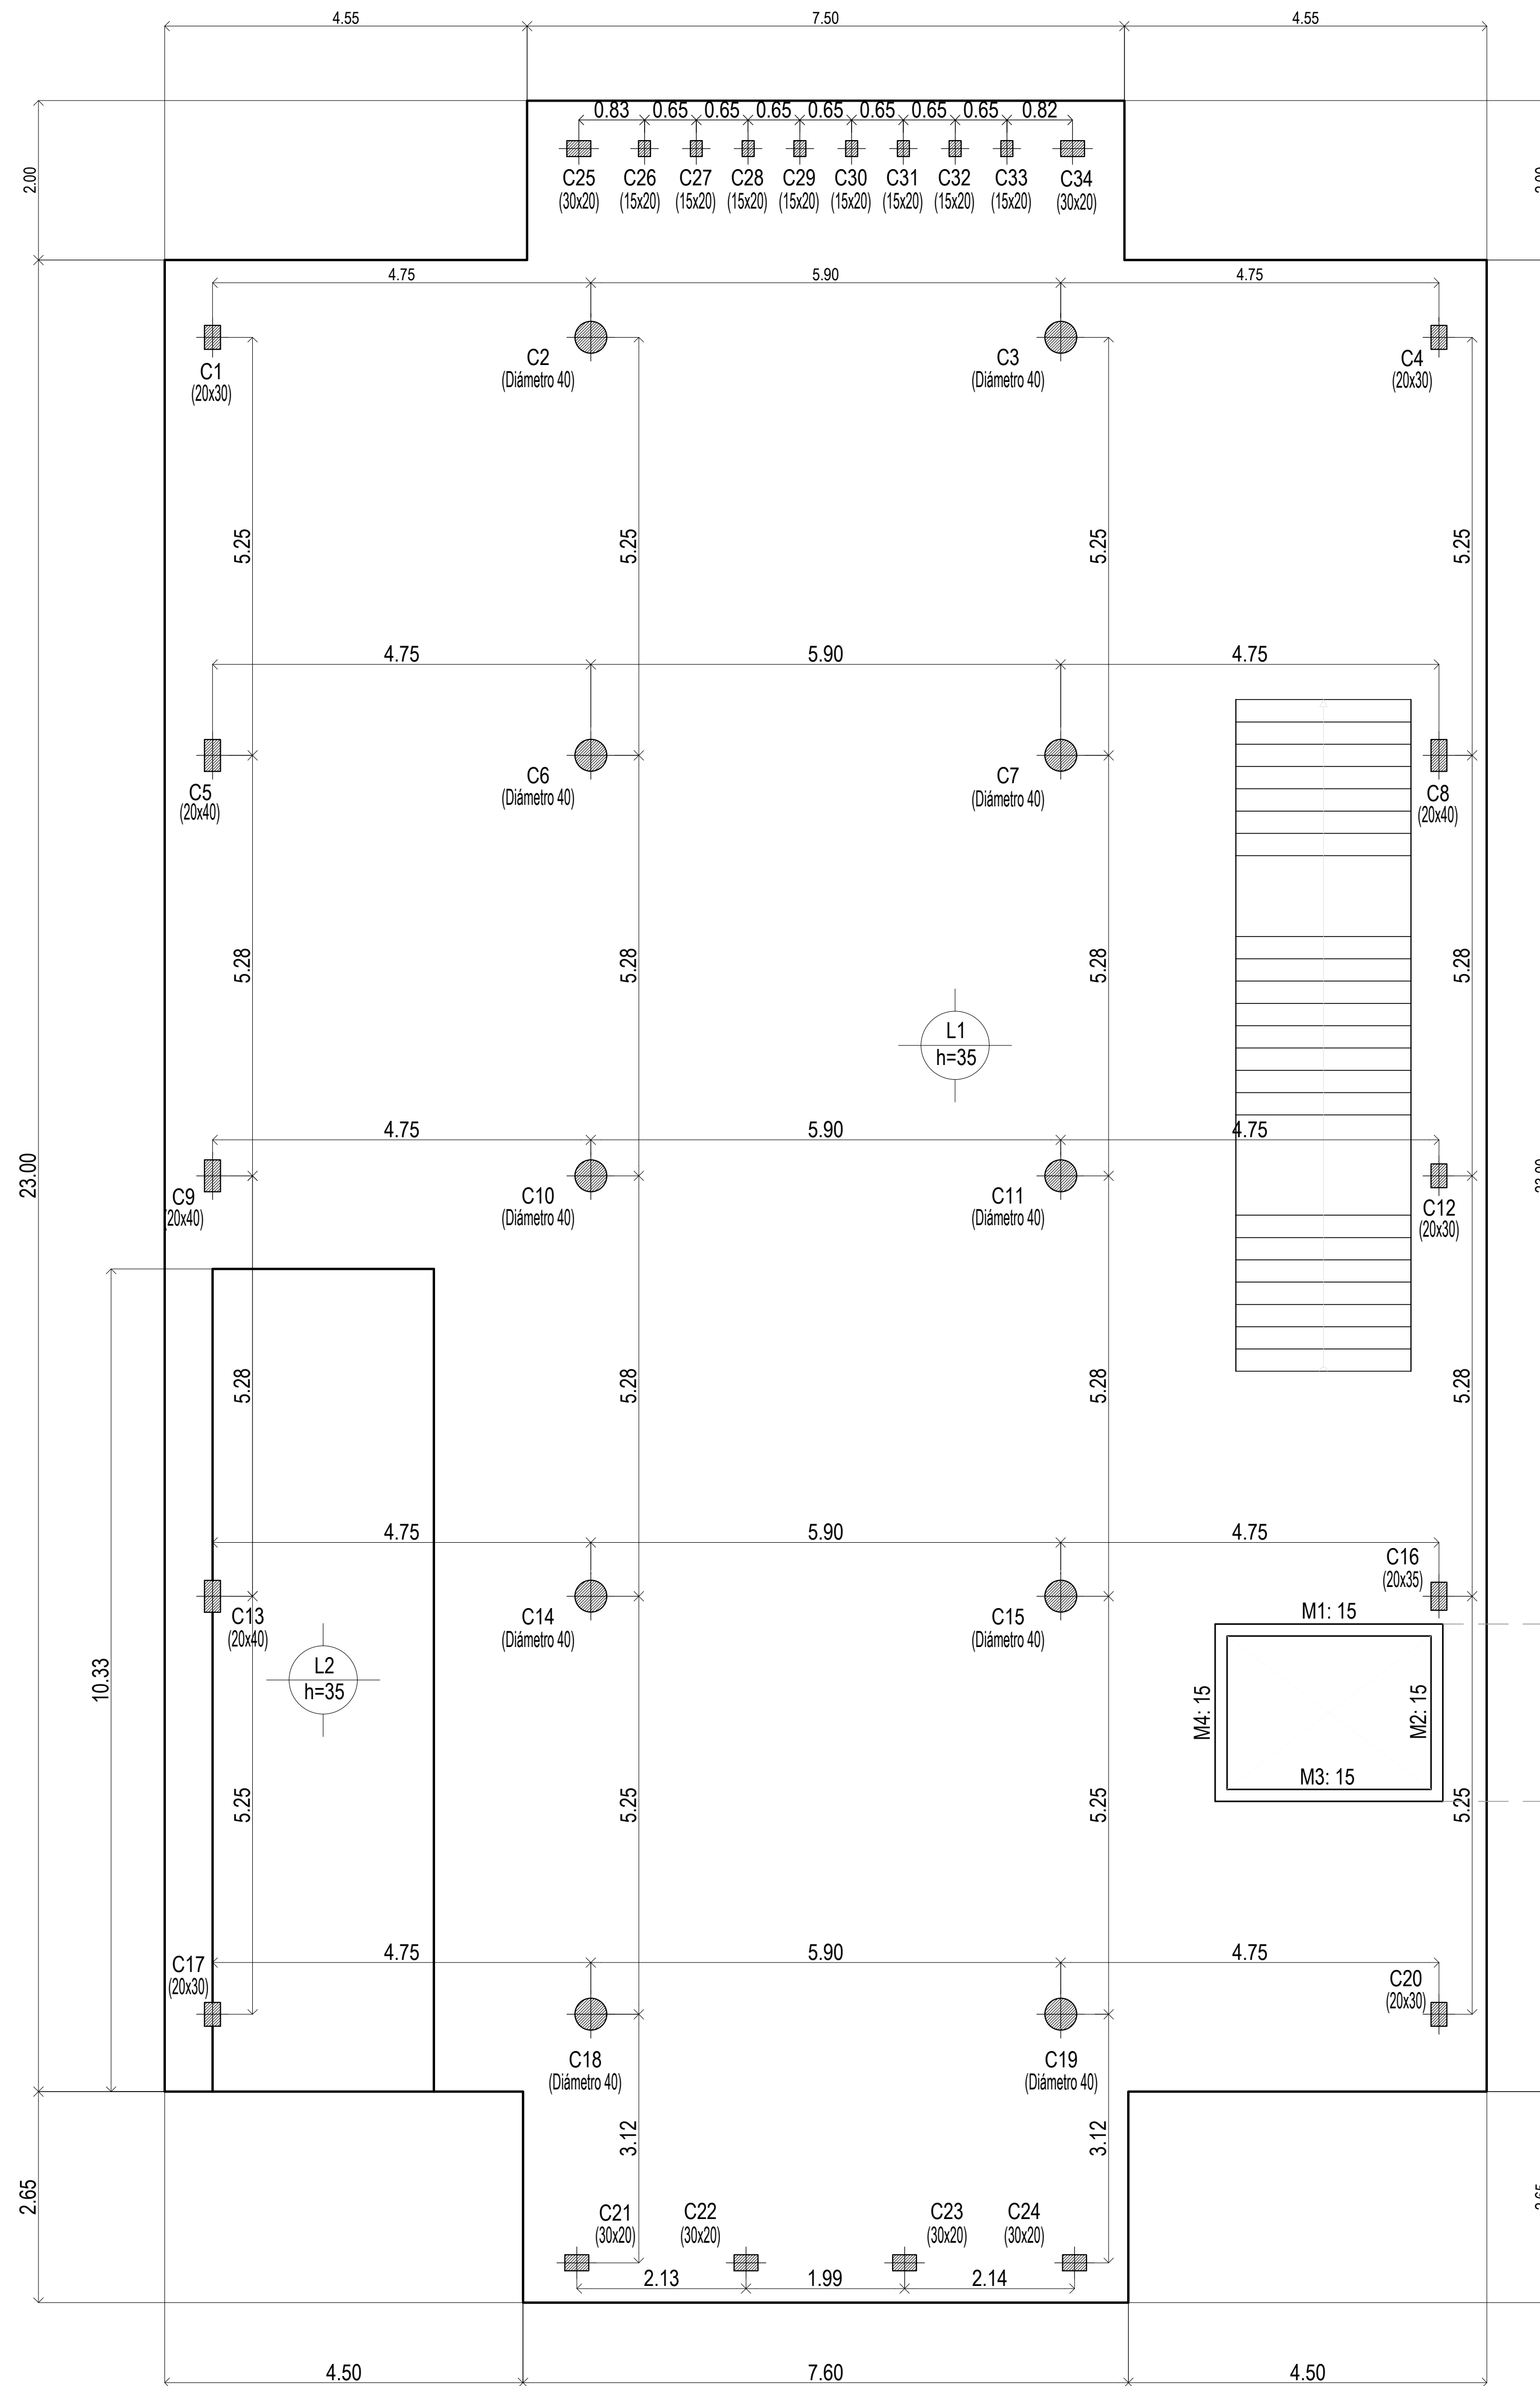 4.55
7.50
4.55
0.83
0.65
0.65
0.65
0.65
0.65
0.65
0.65
0.82
2.00
C25
C26
C27
C28
C29
C30
C31
C32
C33
C34
(30x20)
(15x20)
(15x20)
(15x20)
(15x20)
(15x20)
(15x20)
(15x20)
(15x20)
(30x20)
4.75
5.90
4.75
C1
(20x30)
C2
(Diámetro 40)
C3
(Diámetro 40)
C4
(20x30)
5.25
5.25
5.25
5.25
4.75
5.90
4.75
C5
(20x40)
C6
(Diámetro 40)
C7
(Diámetro 40)
C8
(20x40)
5.28
5.28
5.28
5.28
L1
h=35
4.75
5.90
4.75
23.00
C9
(20x40)
C10
(Diámetro 40)
C11
(Diámetro 40)
C12
(20x30)
5.28
5.28
5.28
5.28
4.75
5.90
4.75
C13
(20x40)
C14
(Diámetro 40)
C15
(Diámetro 40)
C16
(20x35)
M1: 15
M4: 15
M2: 15
M3: 15
L2
h=35
10.33
5.25
5.25
5.25
5.25
4.75
5.90
4.75
C17
(20x30)
C18
(Diámetro 40)
C19
(Diámetro 40)
C20
(20x30)
3.12
3.12
2.65
C21
(30x20)
C22
(30x20)
C23
(30x20)
C24
(30x20)
2.13
1.99
2.14
4.50
7.60
4.50